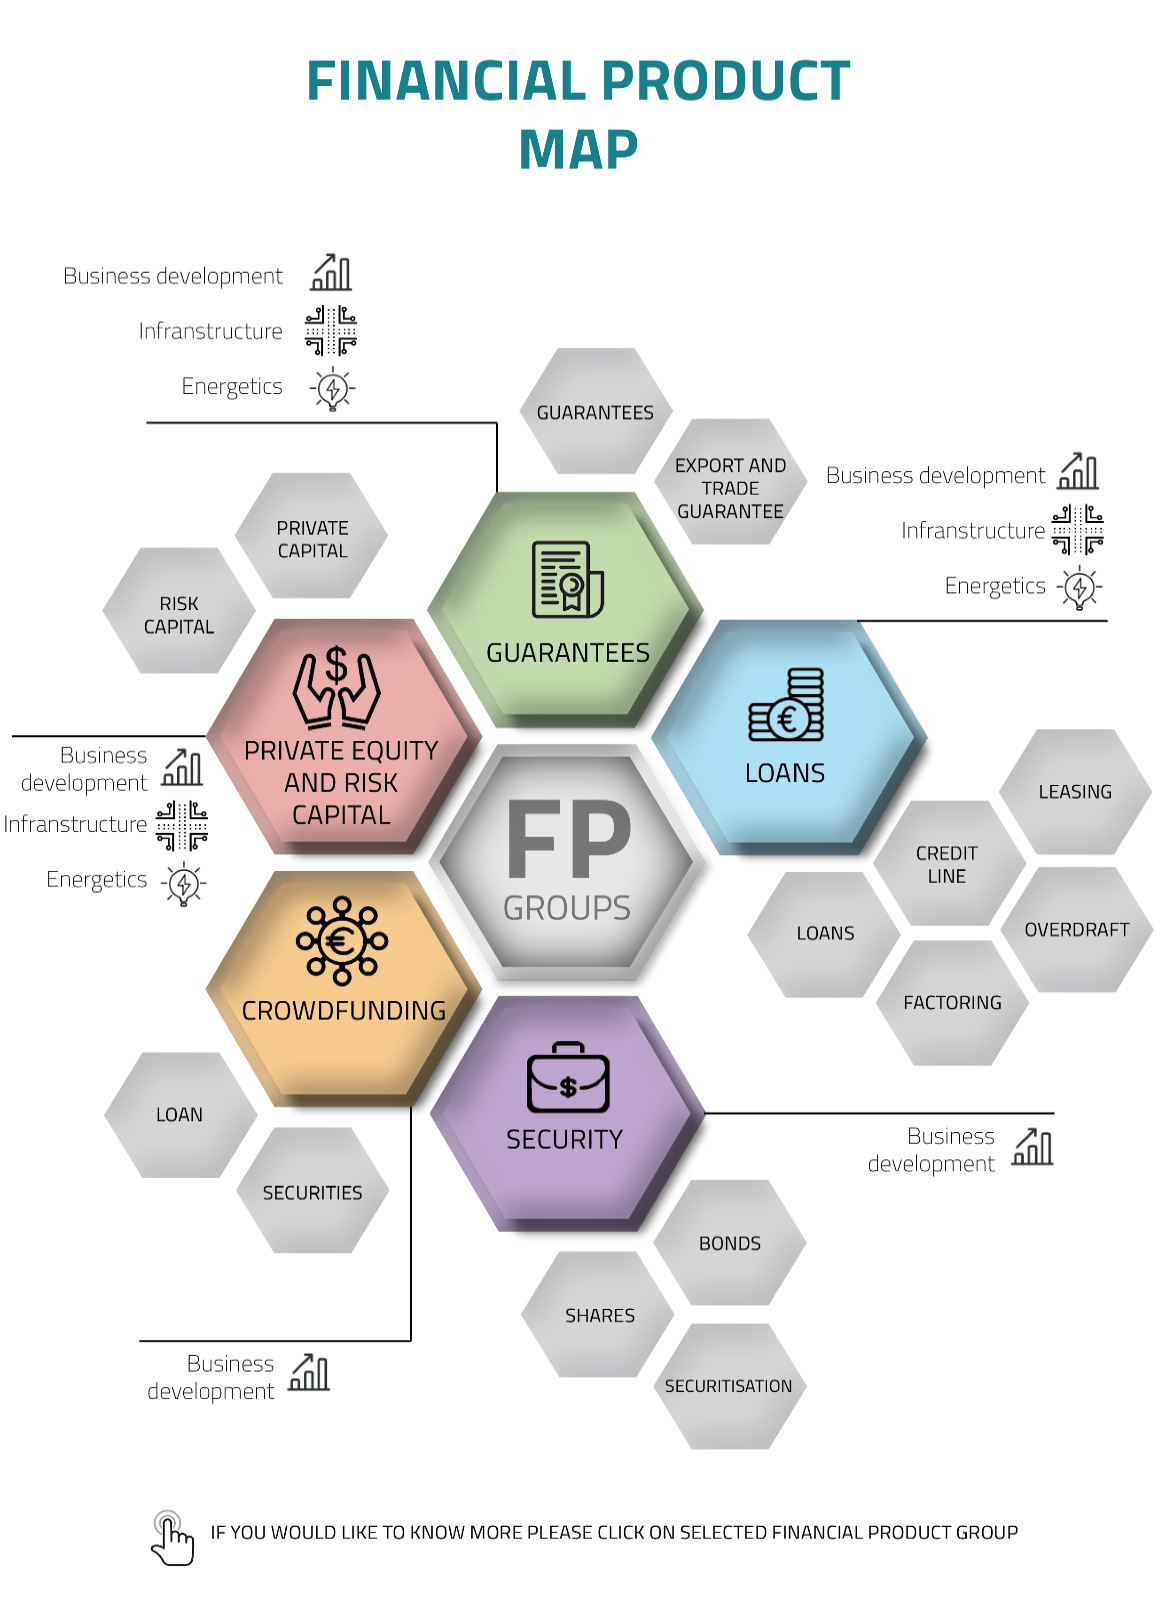 FINANCIAL PRODUCT
MAP
Business development
Infranstructure
Energetics
GUARANTEES
EXPORT AND
TRADE
GUARANTEE
Business development
Infranstructure
Energetics
PRIVATE
CAPITAL
RISK
CAPITAL
GUARANTEES
$
PRIVATE EQUITY
AND RISK
CAPITAL
€
LOANS
Business
development
Infranstructure
Energetics
FP
GROUPS
LEASING
CREDIT
LINE
LOANS
OVERDRAFT
FACTORING
€
CROWDFUNDING
$
SECURITY
LOAN
SECURITIES
Business
development
BONDS
SHARES
SECURITISATION
Business
development
IF YOU WOULD LIKE TO KNOW MORE PLEASE CLICK ON SELECTED FINANCIAL PRODUCT GROUP